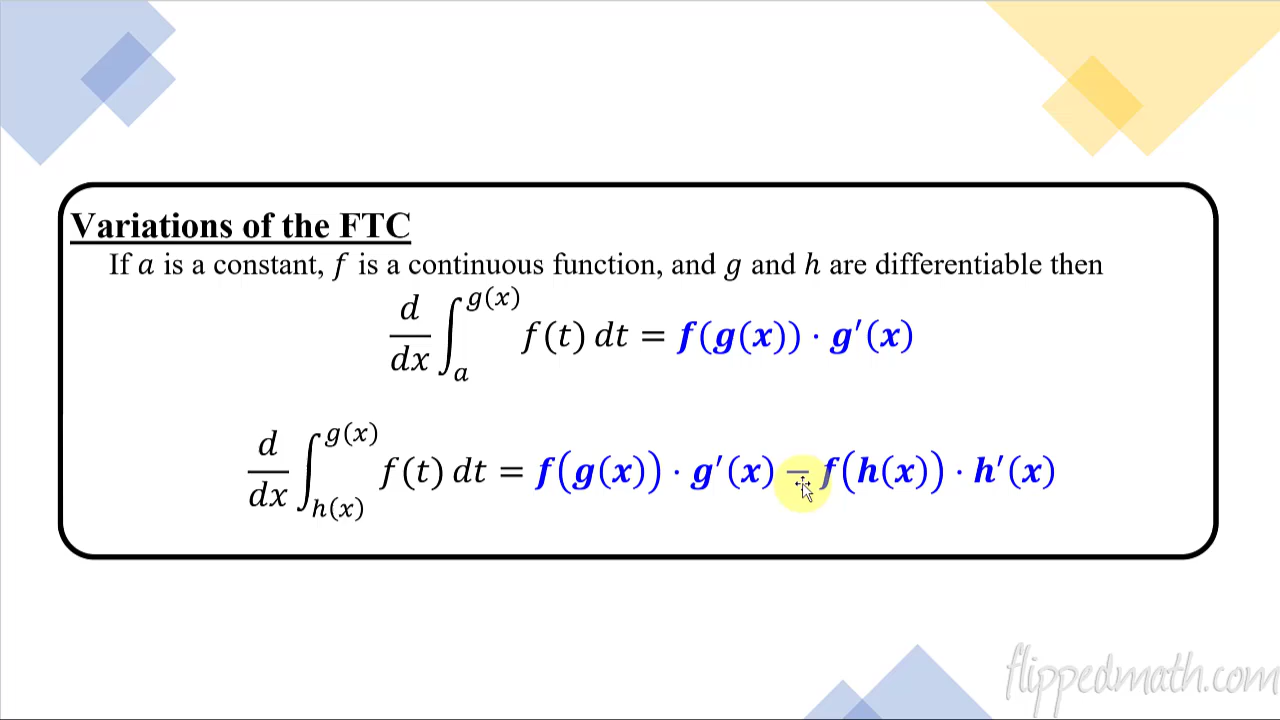 Variations of the FTC
If a is a constant, f is a continuous function, and g and h are differentiable then
d/dx ∫_a^{g(x)} f(t) dt = f(g(x)) · g′(x)
d/dx ∫_{h(x)}^{g(x)} f(t) dt = f(g(x)) · g′(x) − f(h(x)) · h′(x)
flippedmath.com